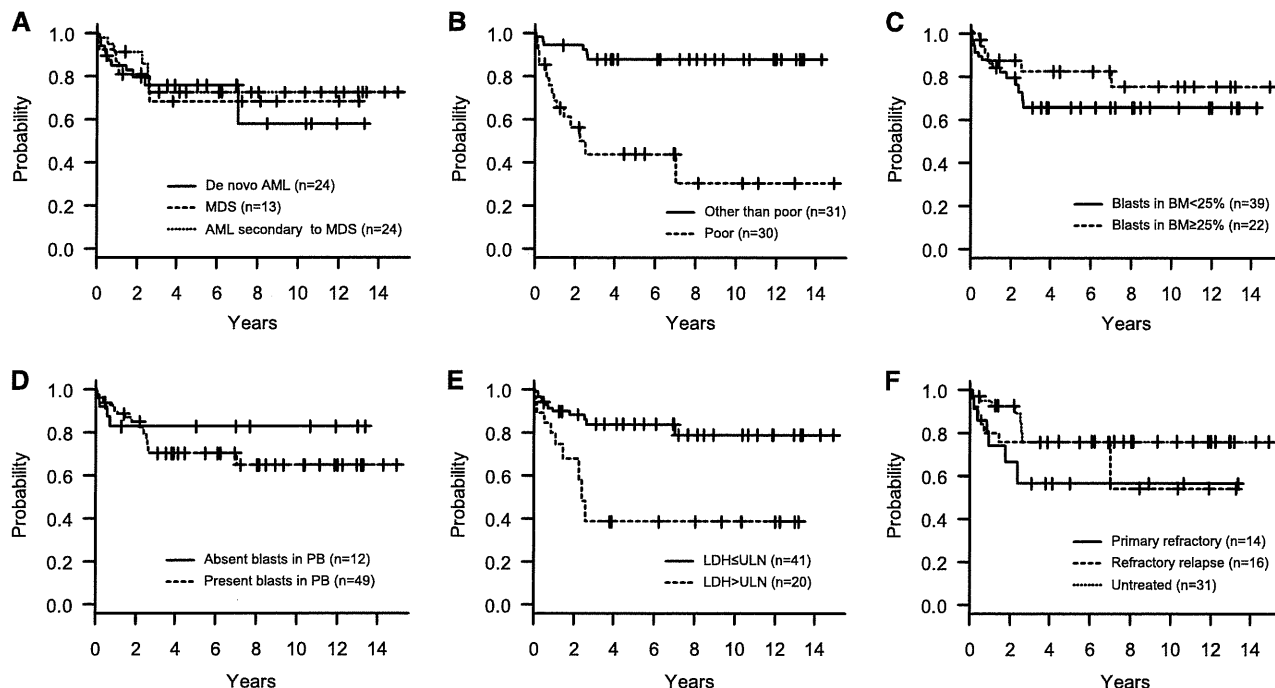 A
1.0
0.8
0.6
0.4
0.2
0.0
Probability
De novo AML (n=24)
MDS (n=13)
AML secondary to MDS (n=24)
0 2 4 6 8 10 12 14
Years
B
1.0
0.8
0.6
0.4
0.2
0.0
Probability
Other than poor (n=31)
Poor (n=30)
0 2 4 6 8 10 12 14
Years
C
1.0
0.8
0.6
0.4
0.2
0.0
Probability
Blasts in BM<25% (n=39)
Blasts in BM≥25% (n=22)
0 2 4 6 8 10 12 14
Years
D
1.0
0.8
0.6
0.4
0.2
0.0
Probability
Absent blasts in PB (n=12)
Present blasts in PB (n=49)
0 2 4 6 8 10 12 14
Years
E
1.0
0.8
0.6
0.4
0.2
0.0
Probability
LDH≤ULN (n=41)
LDH>ULN (n=20)
0 2 4 6 8 10 12 14
Years
F
1.0
0.8
0.6
0.4
0.2
0.0
Probability
Primary refractory (n=14)
Refractory relapse (n=16)
Untreated (n=31)
0 2 4 6 8 10 12 14
Years